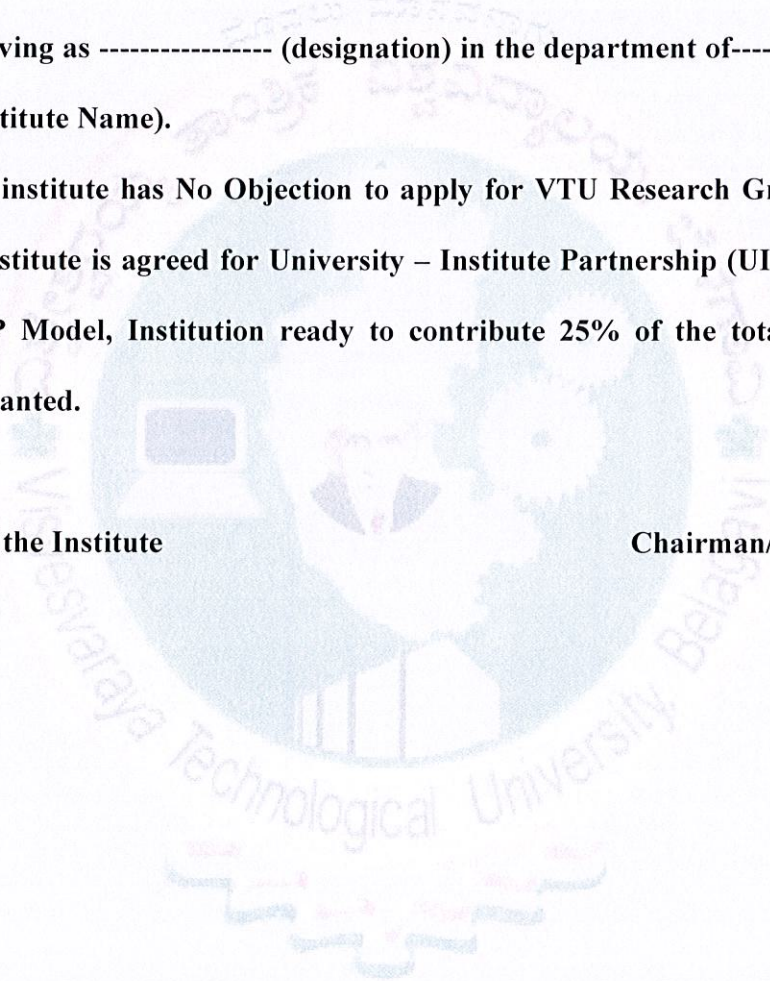 ving as ----------------- (designation) in the department of----
titute Name).
institute has No Objection to apply for VTU Research Gr
stitute is agreed for University – Institute Partnership (UI
P Model, Institution ready to contribute 25% of the tota
anted.
the Institute Chairman/
Visvesvaraya Technological University, Belagavi